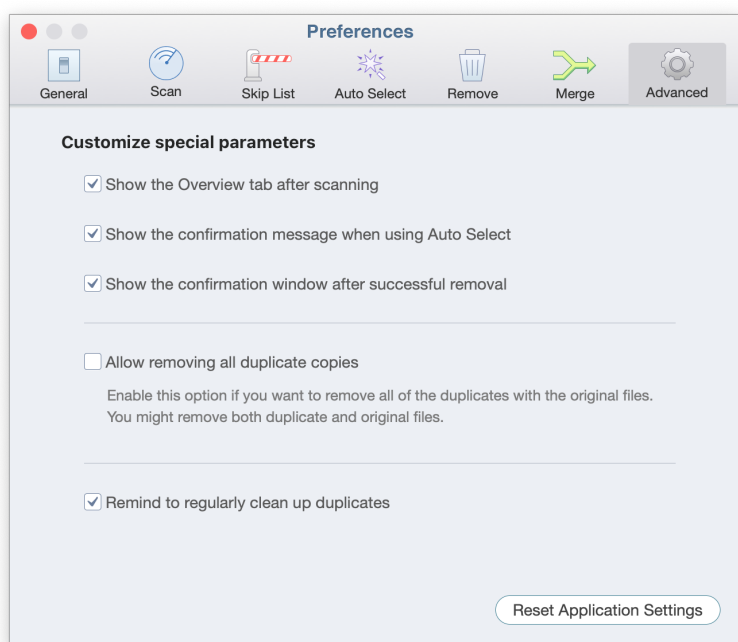 Preferences
General
Scan
Skip List
Auto Select
Remove
Merge
Advanced
Customize special parameters
Show the Overview tab after scanning
Show the confirmation message when using Auto Select
Show the confirmation window after successful removal
Allow removing all duplicate copies
Enable this option if you want to remove all of the duplicates with the original files.
You might remove both duplicate and original files.
Remind to regularly clean up duplicates
Reset Application Settings